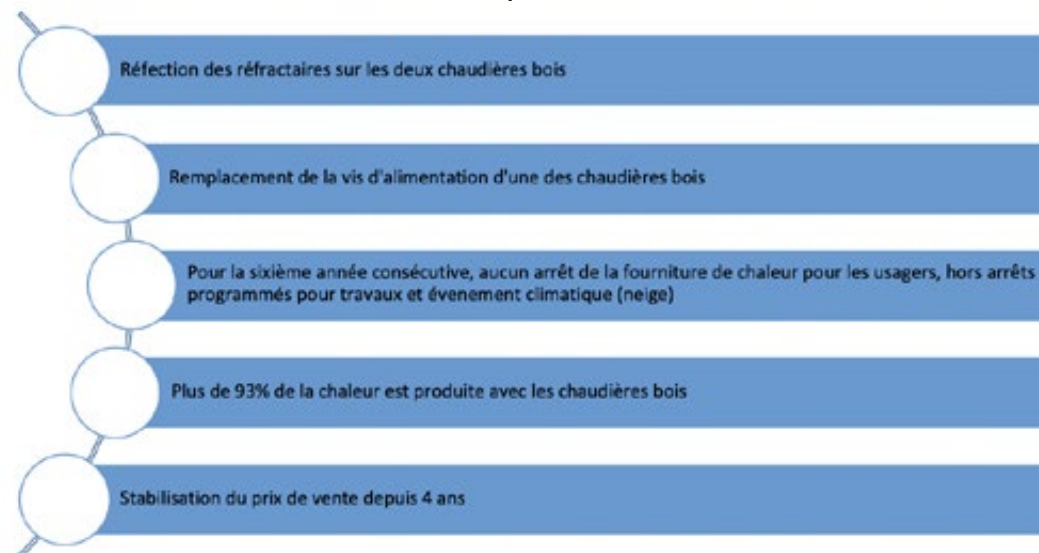 Réfection des réfractaires sur les deux chaudières bois
Remplacement de la vis d'alimentation d'une des chaudières bois
Pour la sixième année consécutive, aucun arrêt de la fourniture de chaleur pour les usagers, hors arrêts
programmés pour travaux et évenement climatique (neige)
Plus de 93% de la chaleur est produite avec les chaudières bois
Stabilisation du prix de vente depuis 4 ans